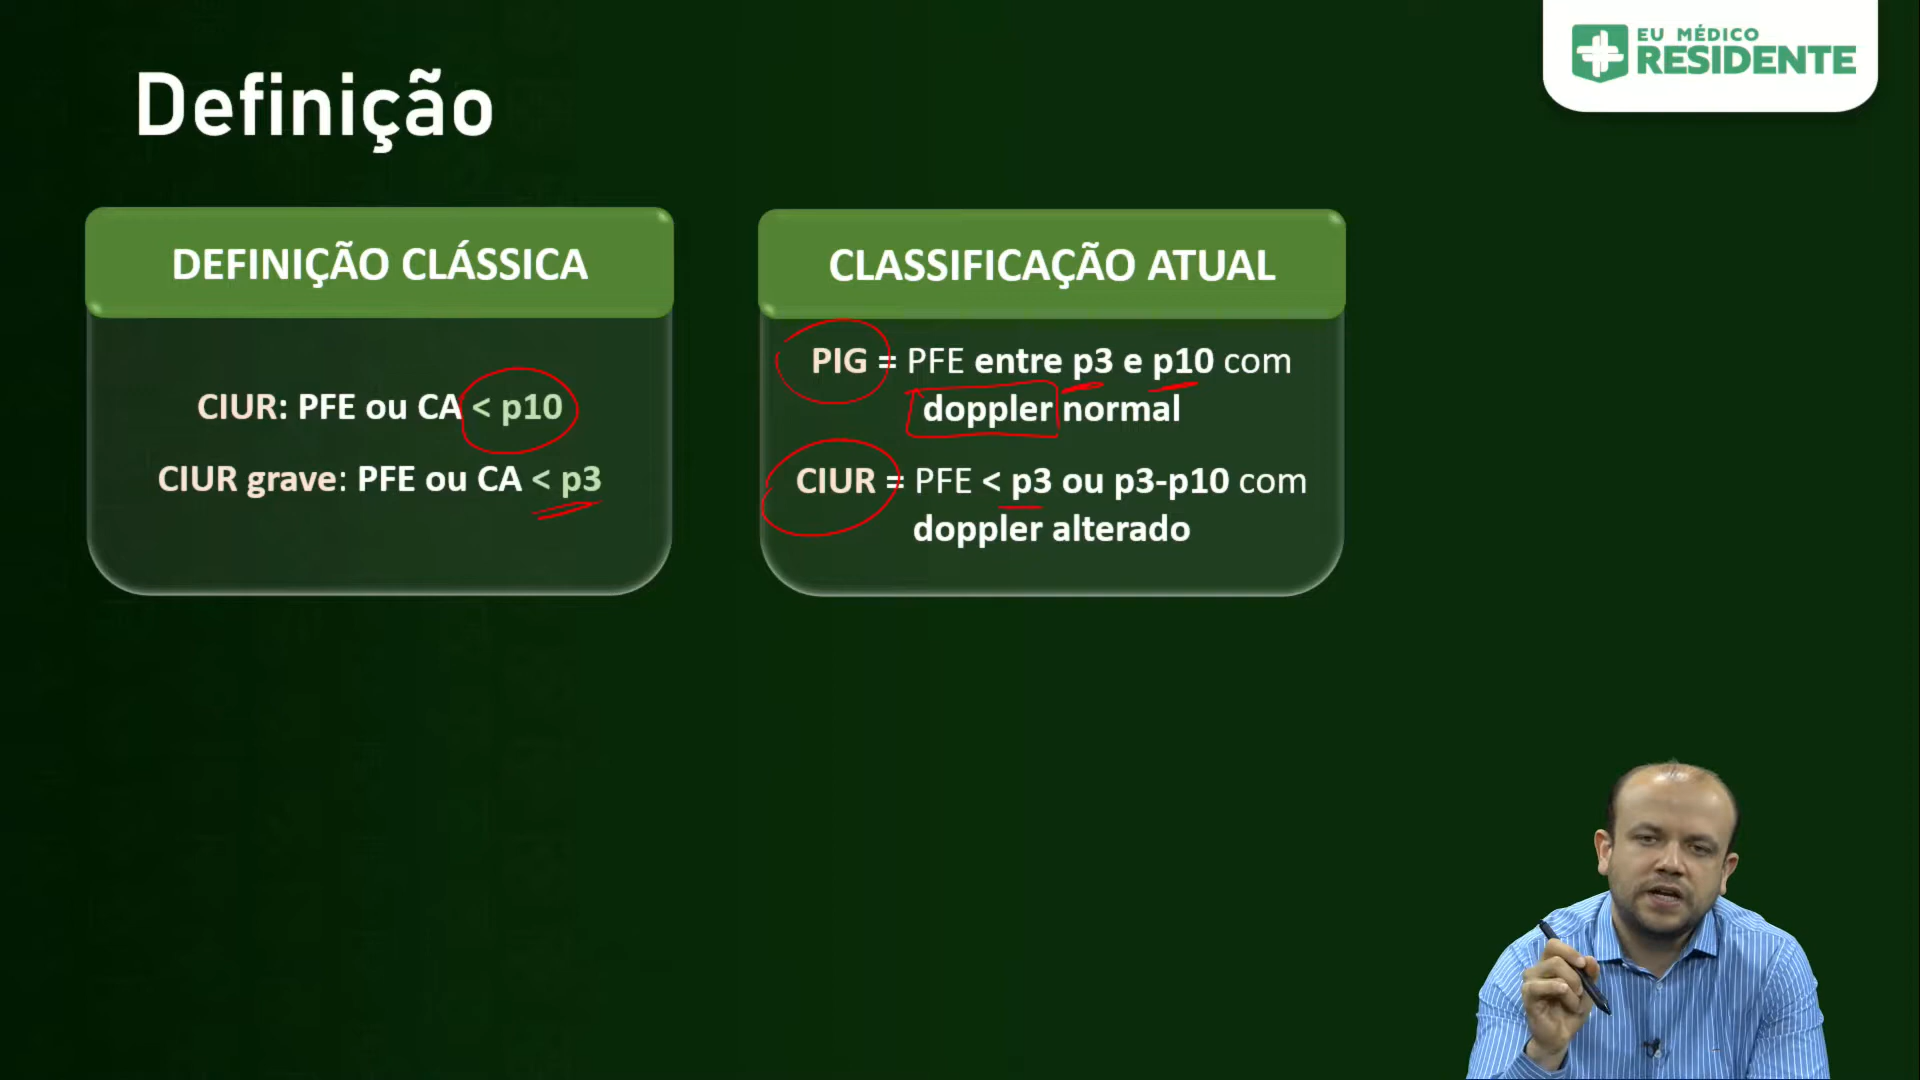 EU MÉDICO
RESIDENTE
Definição
DEFINIÇÃO CLÁSSICA
CIUR: PFE ou CA < p10
CIUR grave: PFE ou CA < p3
CLASSIFICAÇÃO ATUAL
PIG = PFE entre p3 e p10 com
doppler normal
CIUR = PFE < p3 ou p3-p10 com
doppler alterado